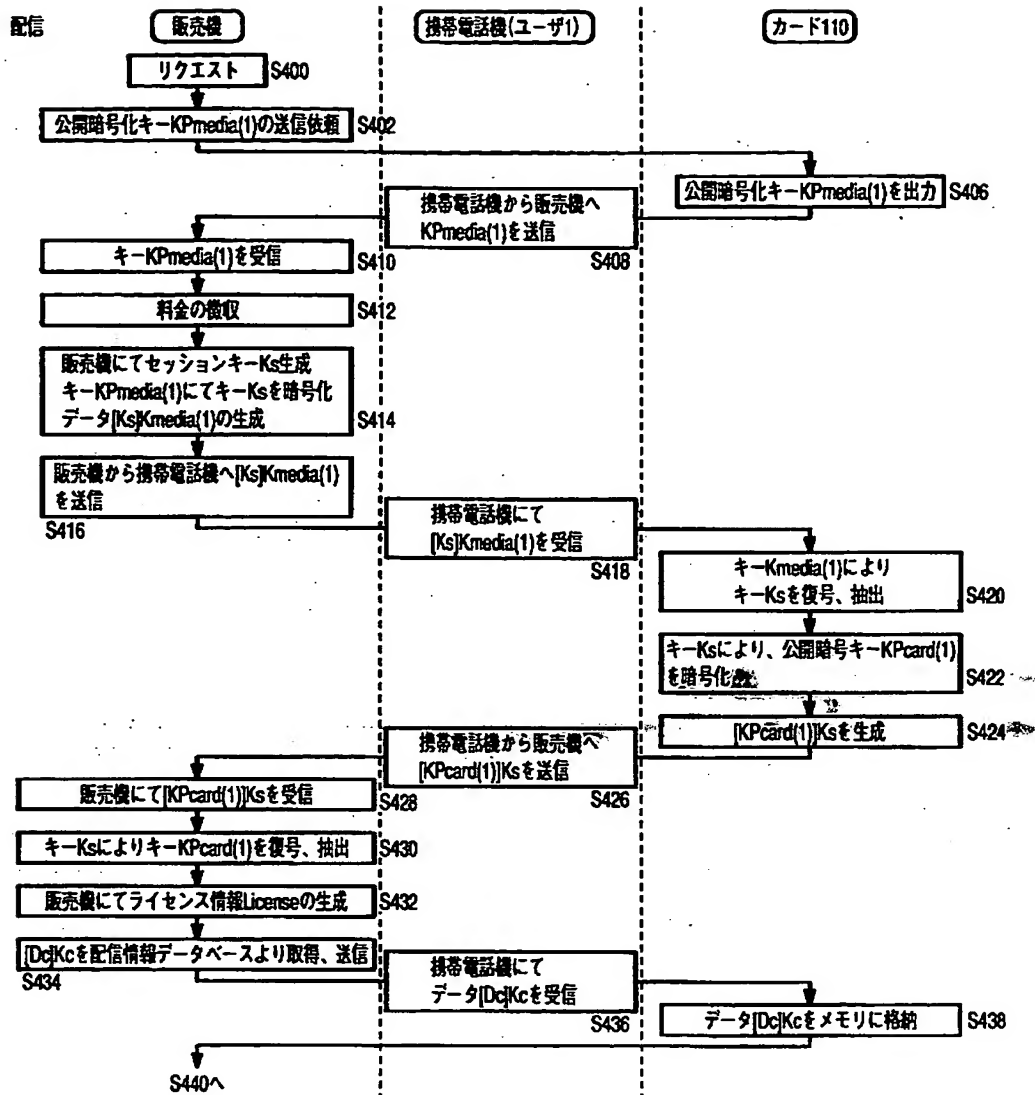 配信
販売機
携帯電話機(ユーザ1)
カード110
リクエスト
S400
公開暗号化キーKPmedia(1)の送信依頼
S402
公開暗号化キーKPmedia(1)を出力
S406
携帯電話機から販売機へ
KPmedia(1)を送信
S408
キーKPmedia(1)を受信
S410
料金の徴収
S412
販売機にてセッションキーKs生成
キーKPmedia(1)にてキーKsを暗号化
データ[Ks]Kmedia(1)の生成
S414
販売機から携帯電話機へ[Ks]Kmedia(1)
を送信
S416
携帯電話機にて
[Ks]Kmedia(1)を受信
S418
キーKmedia(1)により
キーKsを復号、抽出
S420
キーKsにより、公開暗号キーKPcard(1)
を暗号化
S422
[KPcard(1)]Ksを生成
S424
携帯電話機から販売機へ
[KPcard(1)]Ksを送信
S426
販売機にて[KPcard(1)]Ksを受信
S428
キーKsによりキーKPcard(1)を復号、抽出
S430
販売機にてライセンス情報Licenseの生成
S432
[Dc]Kcを配信情報データベースより取得、送信
S434
携帯電話機にて
データ[Dc]Kcを受信
S436
データ[Dc]Kcをメモリに格納
S438
S440へ